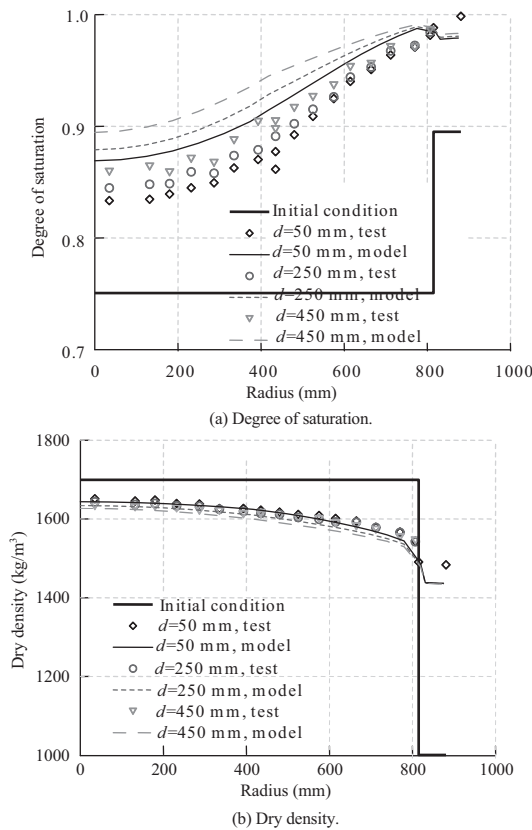 1.0
0.9
0.8
0.7
Degree of saturation
Initial condition
d=50 mm, test
d=50 mm, model
d=250 mm, test
d=250 mm, model
d=450 mm, test
d=450 mm, model
0 200 400 600 800 1000
Radius (mm)
(a) Degree of saturation.
1800
1600
1400
1200
1000
Dry density (kg/m³)
Initial condition
d=50 mm, test
d=50 mm, model
d=250 mm, test
d=250 mm, model
d=450 mm, test
d=450 mm, model
0 200 400 600 800 1000
Radius (mm)
(b) Dry density.